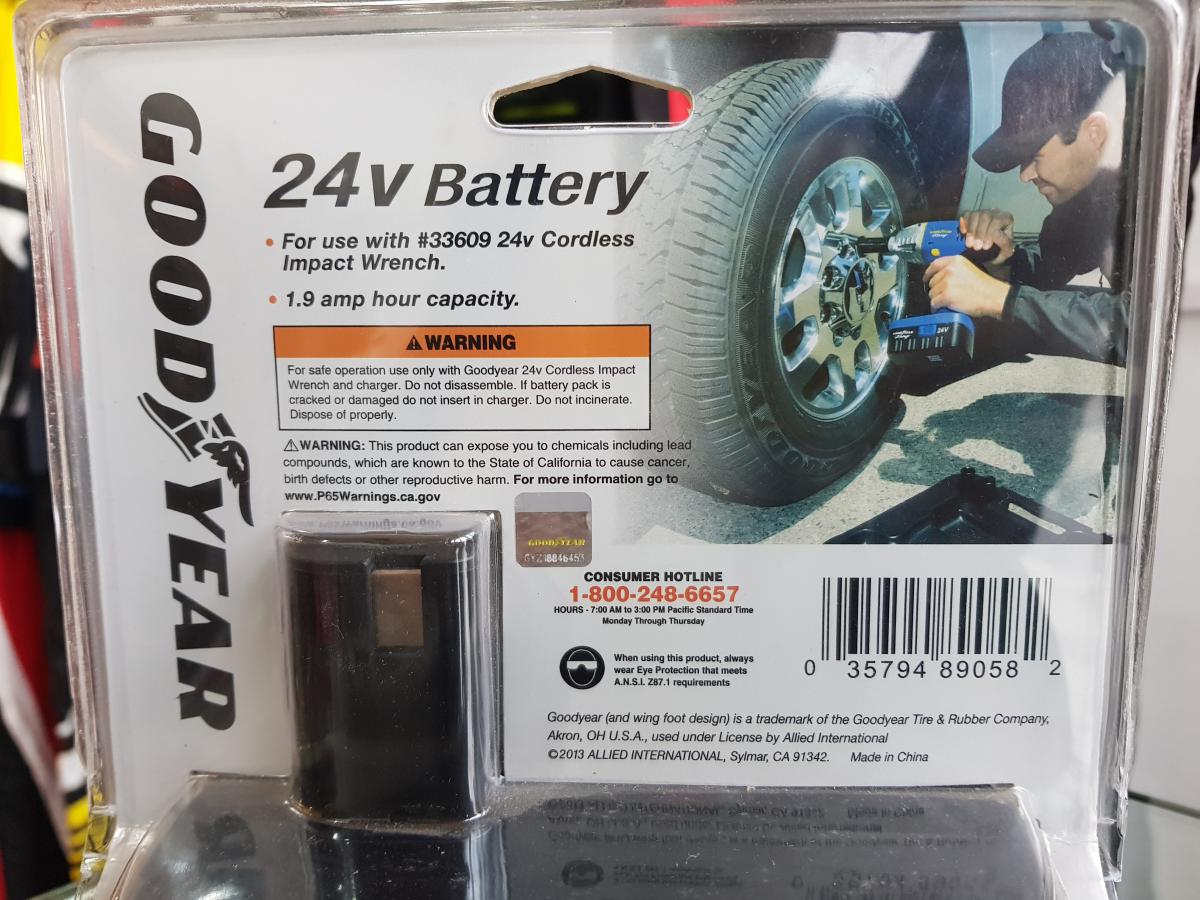 GOODYEAR
24v Battery
• For use with #33609 24v Cordless
Impact Wrench.
• 1.9 amp hour capacity.
⚠WARNING
For safe operation use only with Goodyear 24v Cordless Impact
Wrench and charger. Do not disassemble. If battery pack is
cracked or damaged do not insert in charger. Do not incinerate.
Dispose of properly.
⚠WARNING: This product can expose you to chemicals including lead
compounds, which are known to the State of California to cause cancer,
birth defects or other reproductive harm. For more information go to
www.P65Warnings.ca.gov
GOODYEAR
24V
CONSUMER HOTLINE
1-800-248-6657
HOURS - 7:00 AM to 3:00 PM Pacific Standard Time
Monday Through Thursday
When using this product, always
wear Eye Protection that meets
A.N.S.I. Z87.1 requirements
0 35794 89058 2
Goodyear (and wing foot design) is a trademark of the Goodyear Tire & Rubber Company,
Akron, OH U.S.A., used under License by Allied International
©2013 ALLIED INTERNATIONAL, Sylmar, CA 91342. Made in China